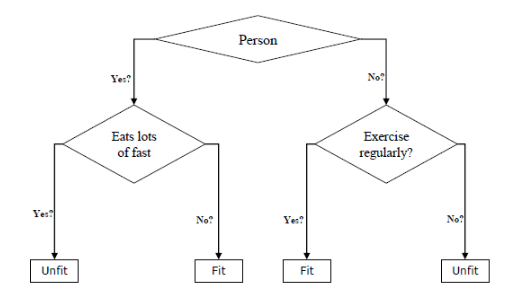 Person
Yes?
No?
Eats lots
of fast
Exercise
regularly?
Yes?
No?
Yes?
No?
Unfit
Fit
Fit
Unfit